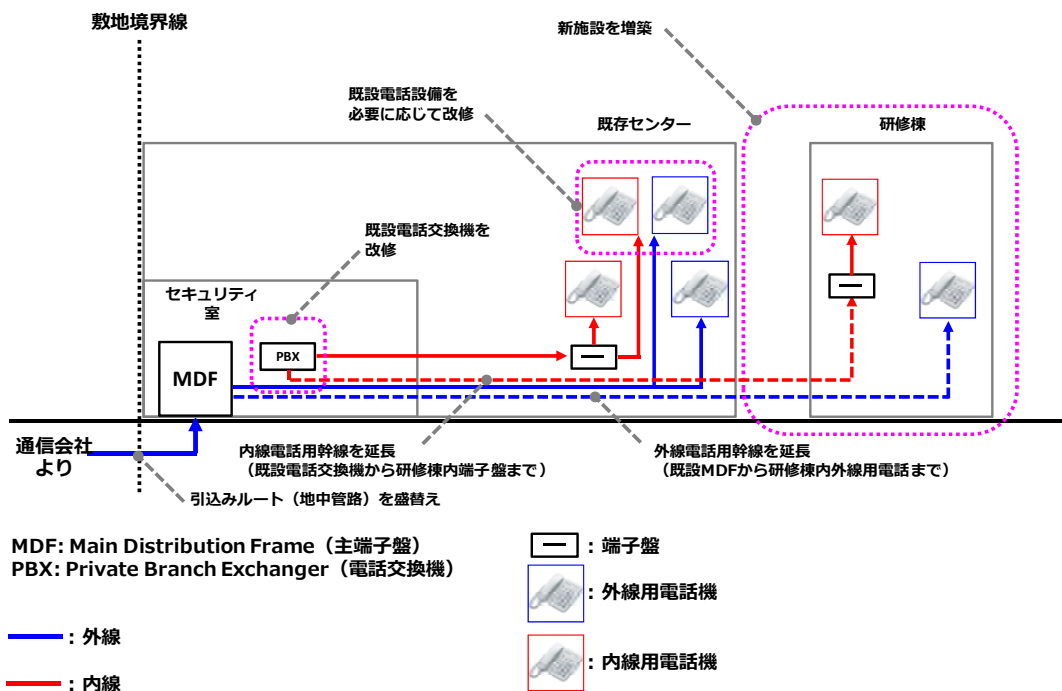 敷地境界線
新施設を増築
既設電話設備を
必要に応じて改修
既存センター
研修棟
既設電話交換機を
改修
セキュリティ
室
PBX
MDF
通信会社
より
内線電話用幹線を延長
（既設電話交換機から研修棟内端子盤まで）
外線電話用幹線を延長
（既設MDFから研修棟内外線用電話まで）
引込みルート（地中管路）を盛替え
MDF: Main Distribution Frame（主端子盤）
PBX: Private Branch Exchanger（電話交換機）
：端子盤
：外線用電話機
：外線
：内線用電話機
：内線